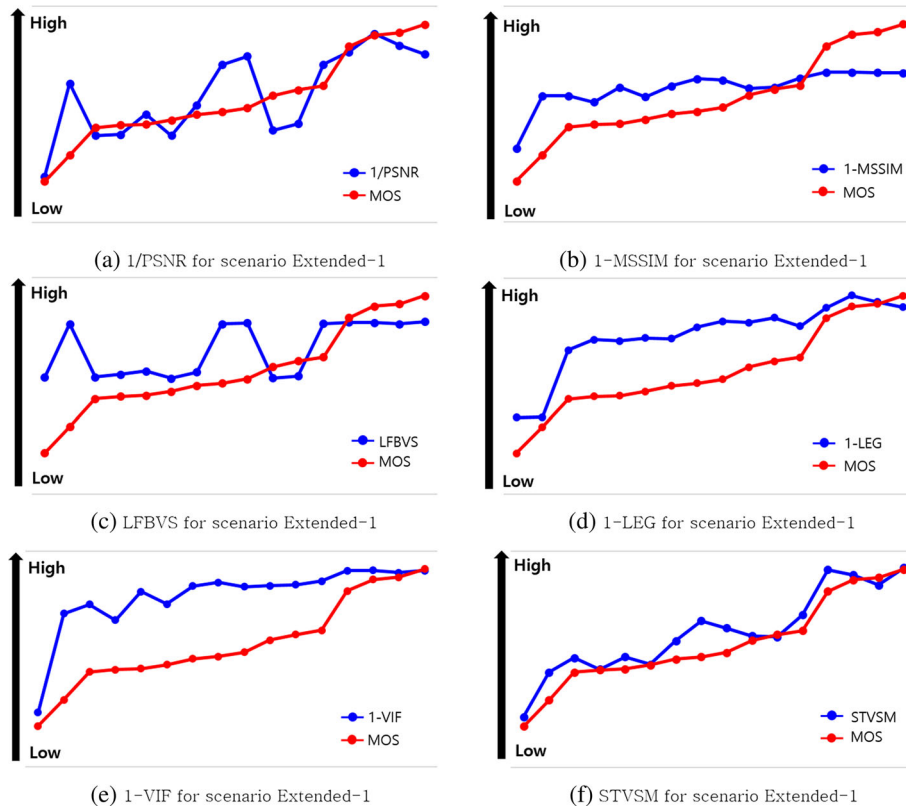 High
1/PSNR
MOS
Low
(a) 1/PSNR for scenario Extended-1
High
1-MSSIM
MOS
Low
(b) 1-MSSIM for scenario Extended-1
High
LFBVS
MOS
Low
(c) LFBVS for scenario Extended-1
High
1-LEG
MOS
Low
(d) 1-LEG for scenario Extended-1
High
1-VIF
MOS
Low
(e) 1-VIF for scenario Extended-1
High
STVSM
MOS
Low
(f) STVSM for scenario Extended-1